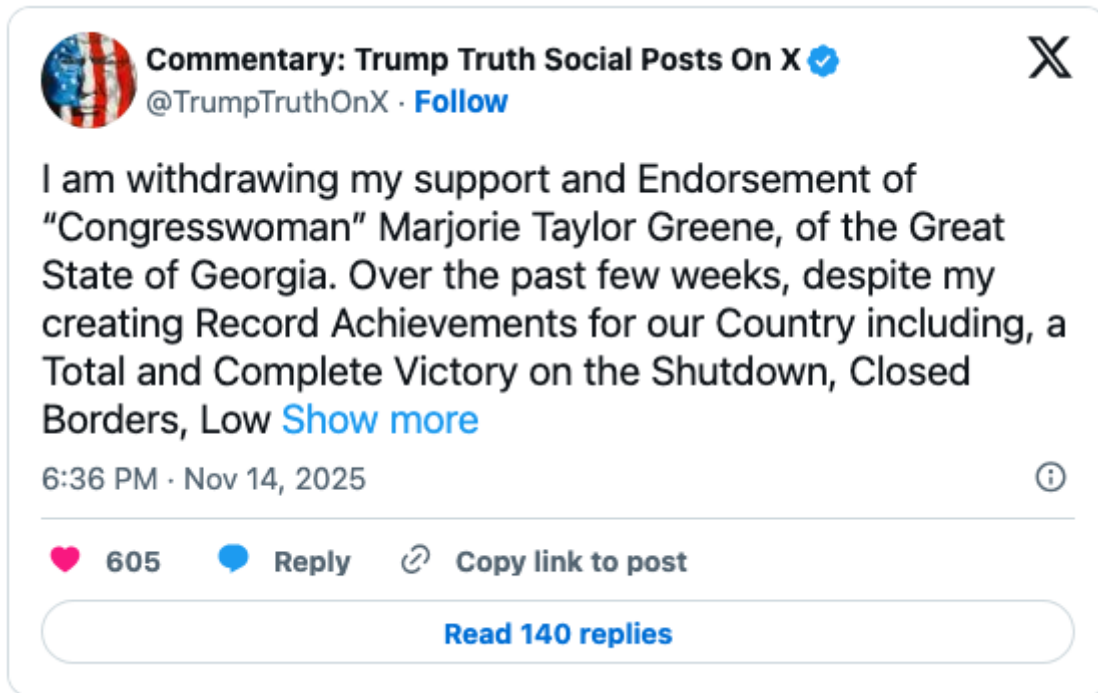 Commentary: Trump Truth Social Posts On X
@TrumpTruthOnX · Follow
I am withdrawing my support and Endorsement of
“Congresswoman” Marjorie Taylor Greene, of the Great
State of Georgia. Over the past few weeks, despite my
creating Record Achievements for our Country including, a
Total and Complete Victory on the Shutdown, Closed
Borders, Low Show more
6:36 PM · Nov 14, 2025
605 Reply Copy link to post
Read 140 replies